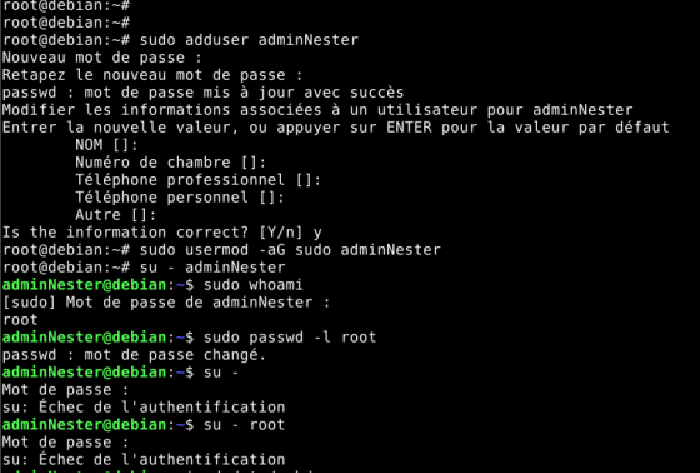 root@debian:~#
root@debian:~#
root@debian:~# sudo adduser adminNester
Nouveau mot de passe :
Retapez le nouveau mot de passe :
passwd : mot de passe mis à jour avec succès
Modifier les informations associées à un utilisateur pour adminNester
Entrer la nouvelle valeur, ou appuyer sur ENTER pour la valeur par défaut
NOM []:
Numéro de chambre []:
Téléphone professionnel []:
Téléphone personnel []:
Autre []:
Is the information correct? [Y/n] y
root@debian:~# sudo usermod -aG sudo adminNester
root@debian:~# su - adminNester
adminNester@debian:~$ sudo whoami
[sudo] Mot de passe de adminNester :
root
adminNester@debian:~$ sudo passwd -l root
passwd : mot de passe changé.
adminNester@debian:~$ su -
Mot de passe :
su: Échec de l'authentification
adminNester@debian:~$ su - root
Mot de passe :
su: Échec de l'authentification